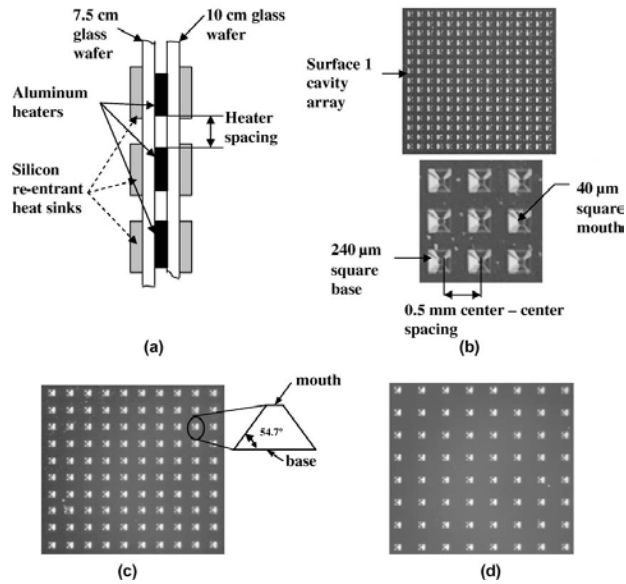 7.5 cm
glass
wafer
10 cm
glass
wafer
Aluminum
heaters
Heater
spacing
Silicon
re-entrant
heat sinks
(a)
Surface 1
cavity
array
40 µm
square
mouth
240 µm
square
base
0.5 mm center – center
spacing
(b)
mouth
54.7°
base
(c)
(d)